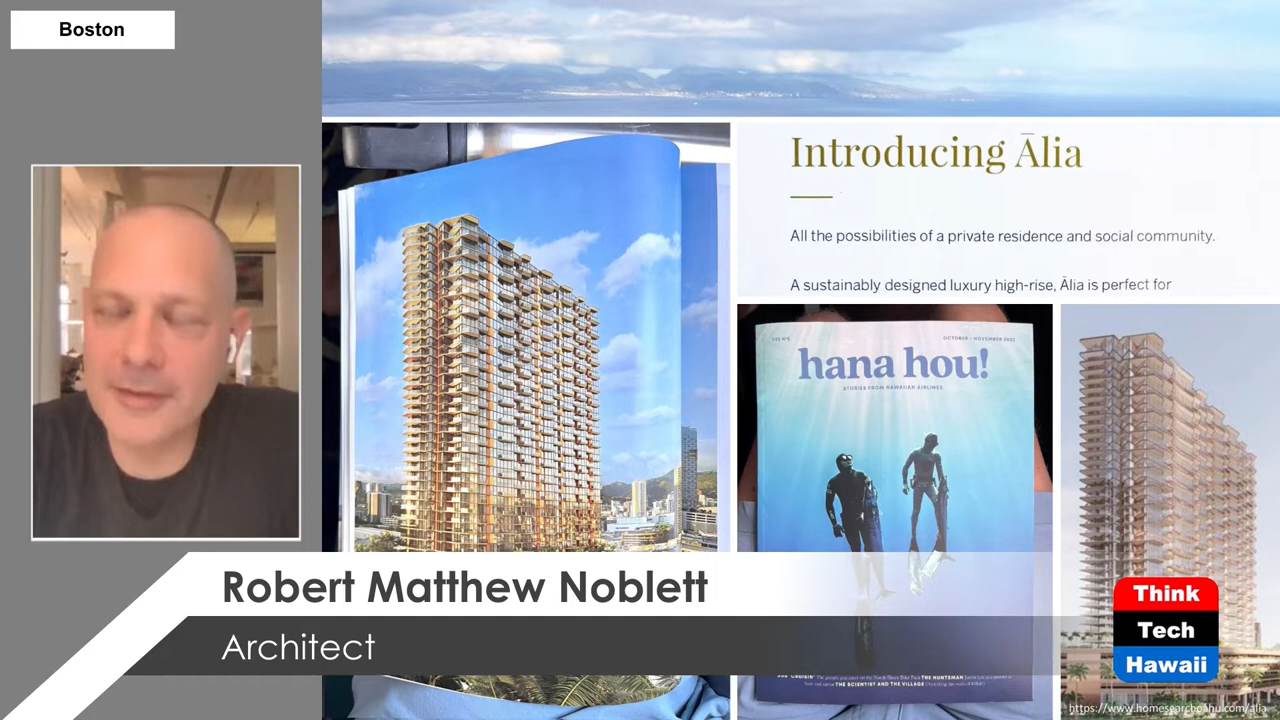 Boston
Introducing Ālia
All the possibilities of a private residence and social community.
A sustainably designed luxury high-rise, Ālia is perfect for
OCTOBER - NOVEMBER 2022
hana hou!
STORIES FROM HAWAIIAN AIRLINES
Robert Matthew Noblett
Architect
THE HUNTSMAN
THE SCIENTIST AND THE VILLAGE
Think
Tech
Hawaii
https://www.homesearchoahu.com/alia